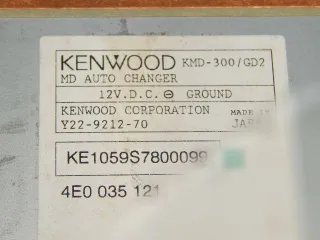 KENWOOD KMD-300/GD2
MD AUTO CHANGER
12V.D.C. ⊖ GROUND
KENWOOD CORPORATION MADE IN
Y22-9212-70 JAPAN
KE1059S7800099
4E0 035 121